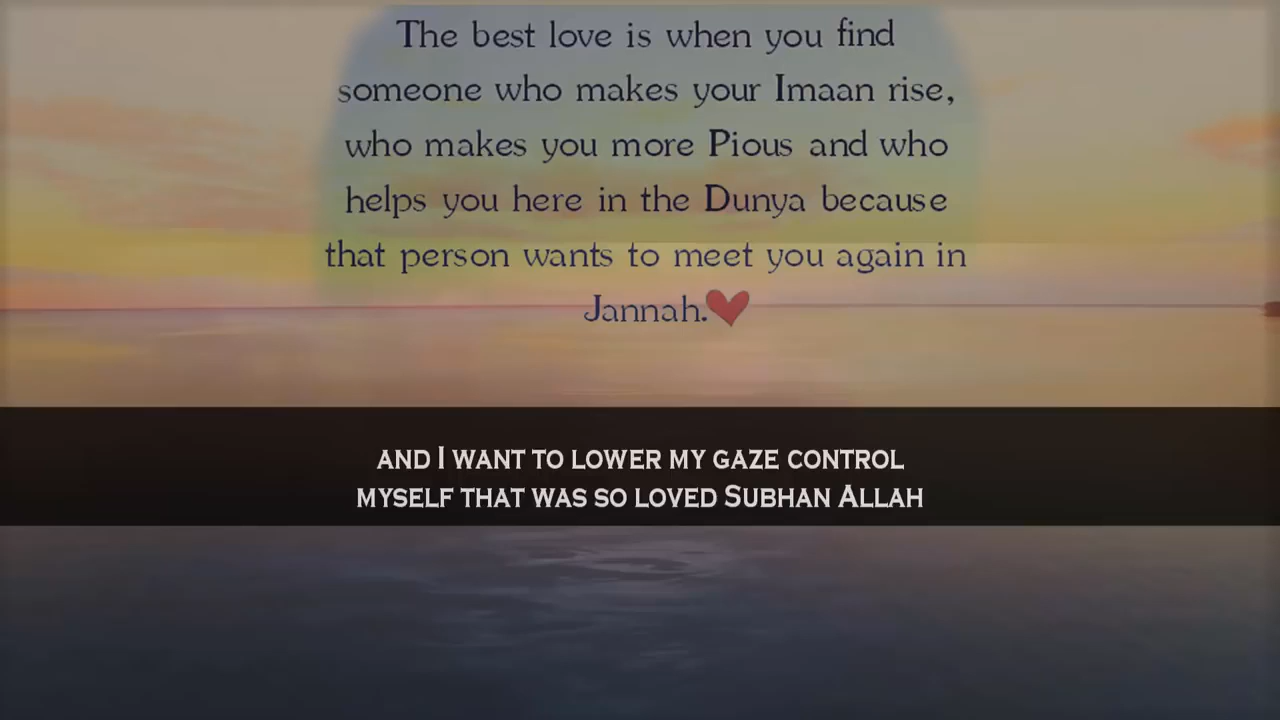 The best love is when you find
someone who makes your Imaan rise,
who makes you more Pious and who
helps you here in the Dunya because
that person wants to meet you again in
Jannah.❤
AND I WANT TO LOWER MY GAZE CONTROL
MYSELF THAT WAS SO LOVED SUBHAN ALLAH